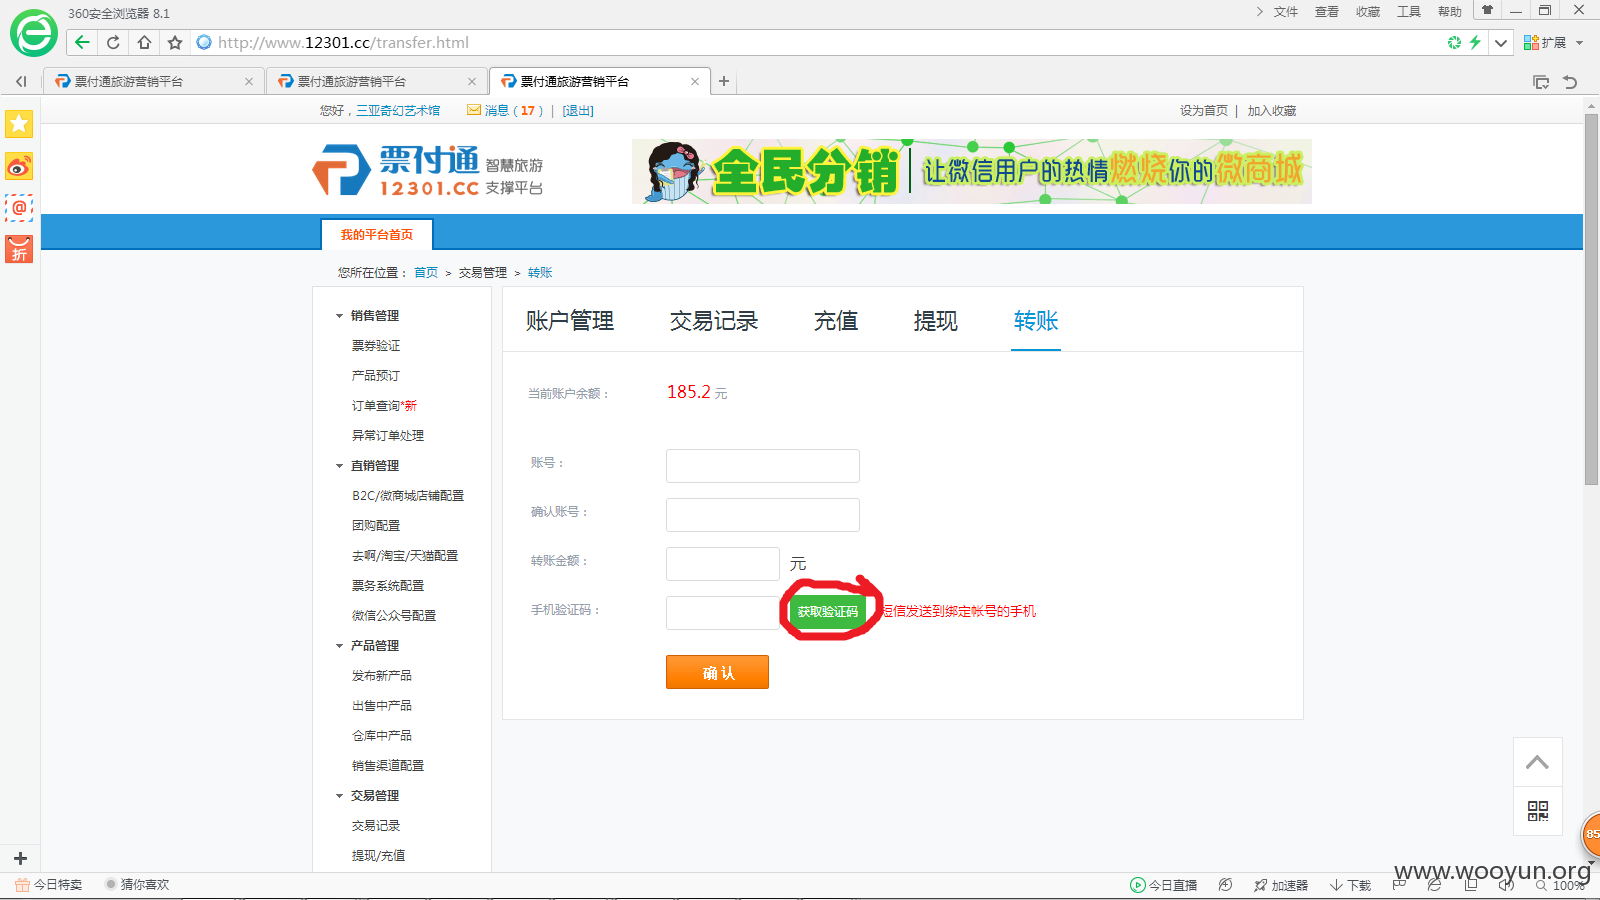 360安全浏览器 8.1
文件 查看 收藏 工具 帮助
http://www.12301.cc/transfer.html
扩展
票付通旅游营销平台
票付通旅游营销平台
票付通旅游营销平台
您好，三亚奇幻艺术馆 消息（17）| [退出]
设为首页 | 加入收藏
票付通 智慧旅游
12301.CC 支撑平台
全民分销 让微信用户的热情燃烧你的微商城
@
折
我的平台首页
您所在位置： 首页 > 交易管理 > 转账
账户管理 交易记录 充值 提现 转账
当前账户余额： 185.2 元
账号：
确认账号：
转账金额： 元
手机验证码： 获取验证码 短信发送到绑定帐号的手机
确认
销售管理
票券验证
产品预订
订单查询*新
异常订单处理
直销管理
B2C/微商城店铺配置
团购配置
去啊/淘宝/天猫配置
票务系统配置
微信公众号配置
产品管理
发布新产品
出售中产品
仓库中产品
销售渠道配置
交易管理
交易记录
提现/充值
85
www.wooyun.org
今日特卖 猜你喜欢
今日直播 加速器 下载 100%